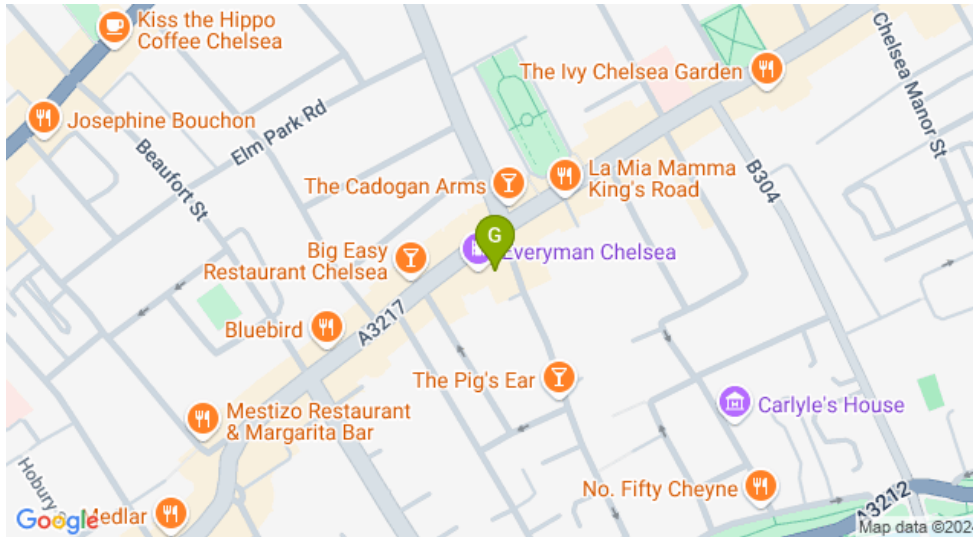 Kiss the Hippo
Coffee Chelsea
Josephine Bouchon
Elm Park Rd
Beaufort St
The Ivy Chelsea Garden
Chelsea Manor St
The Cadogan Arms
La Mia Mamma
King's Road
B304
G
Everyman Chelsea
Big Easy
Restaurant Chelsea
Bluebird
A3217
The Pig's Ear
Carlyle's House
Mestizo Restaurant
& Margarita Bar
Hobury
Medlar
No. Fifty Cheyne
A3212
Google
Map data ©2024